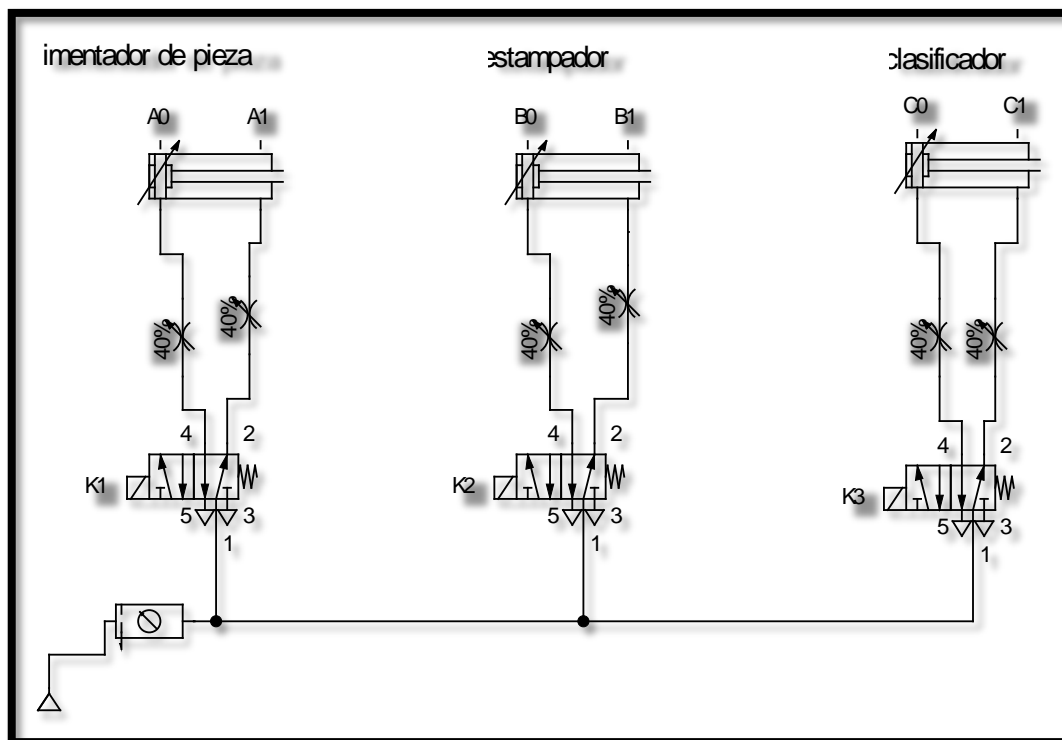 imentador de pieza
estampador
clasificador
A0 A1
B0 B1
C0 C1
40% 40%
40% 40%
40% 40%
4 2
4 2
4 2
K1
K2
K3
5 3
5 3
5 3
1
1
1